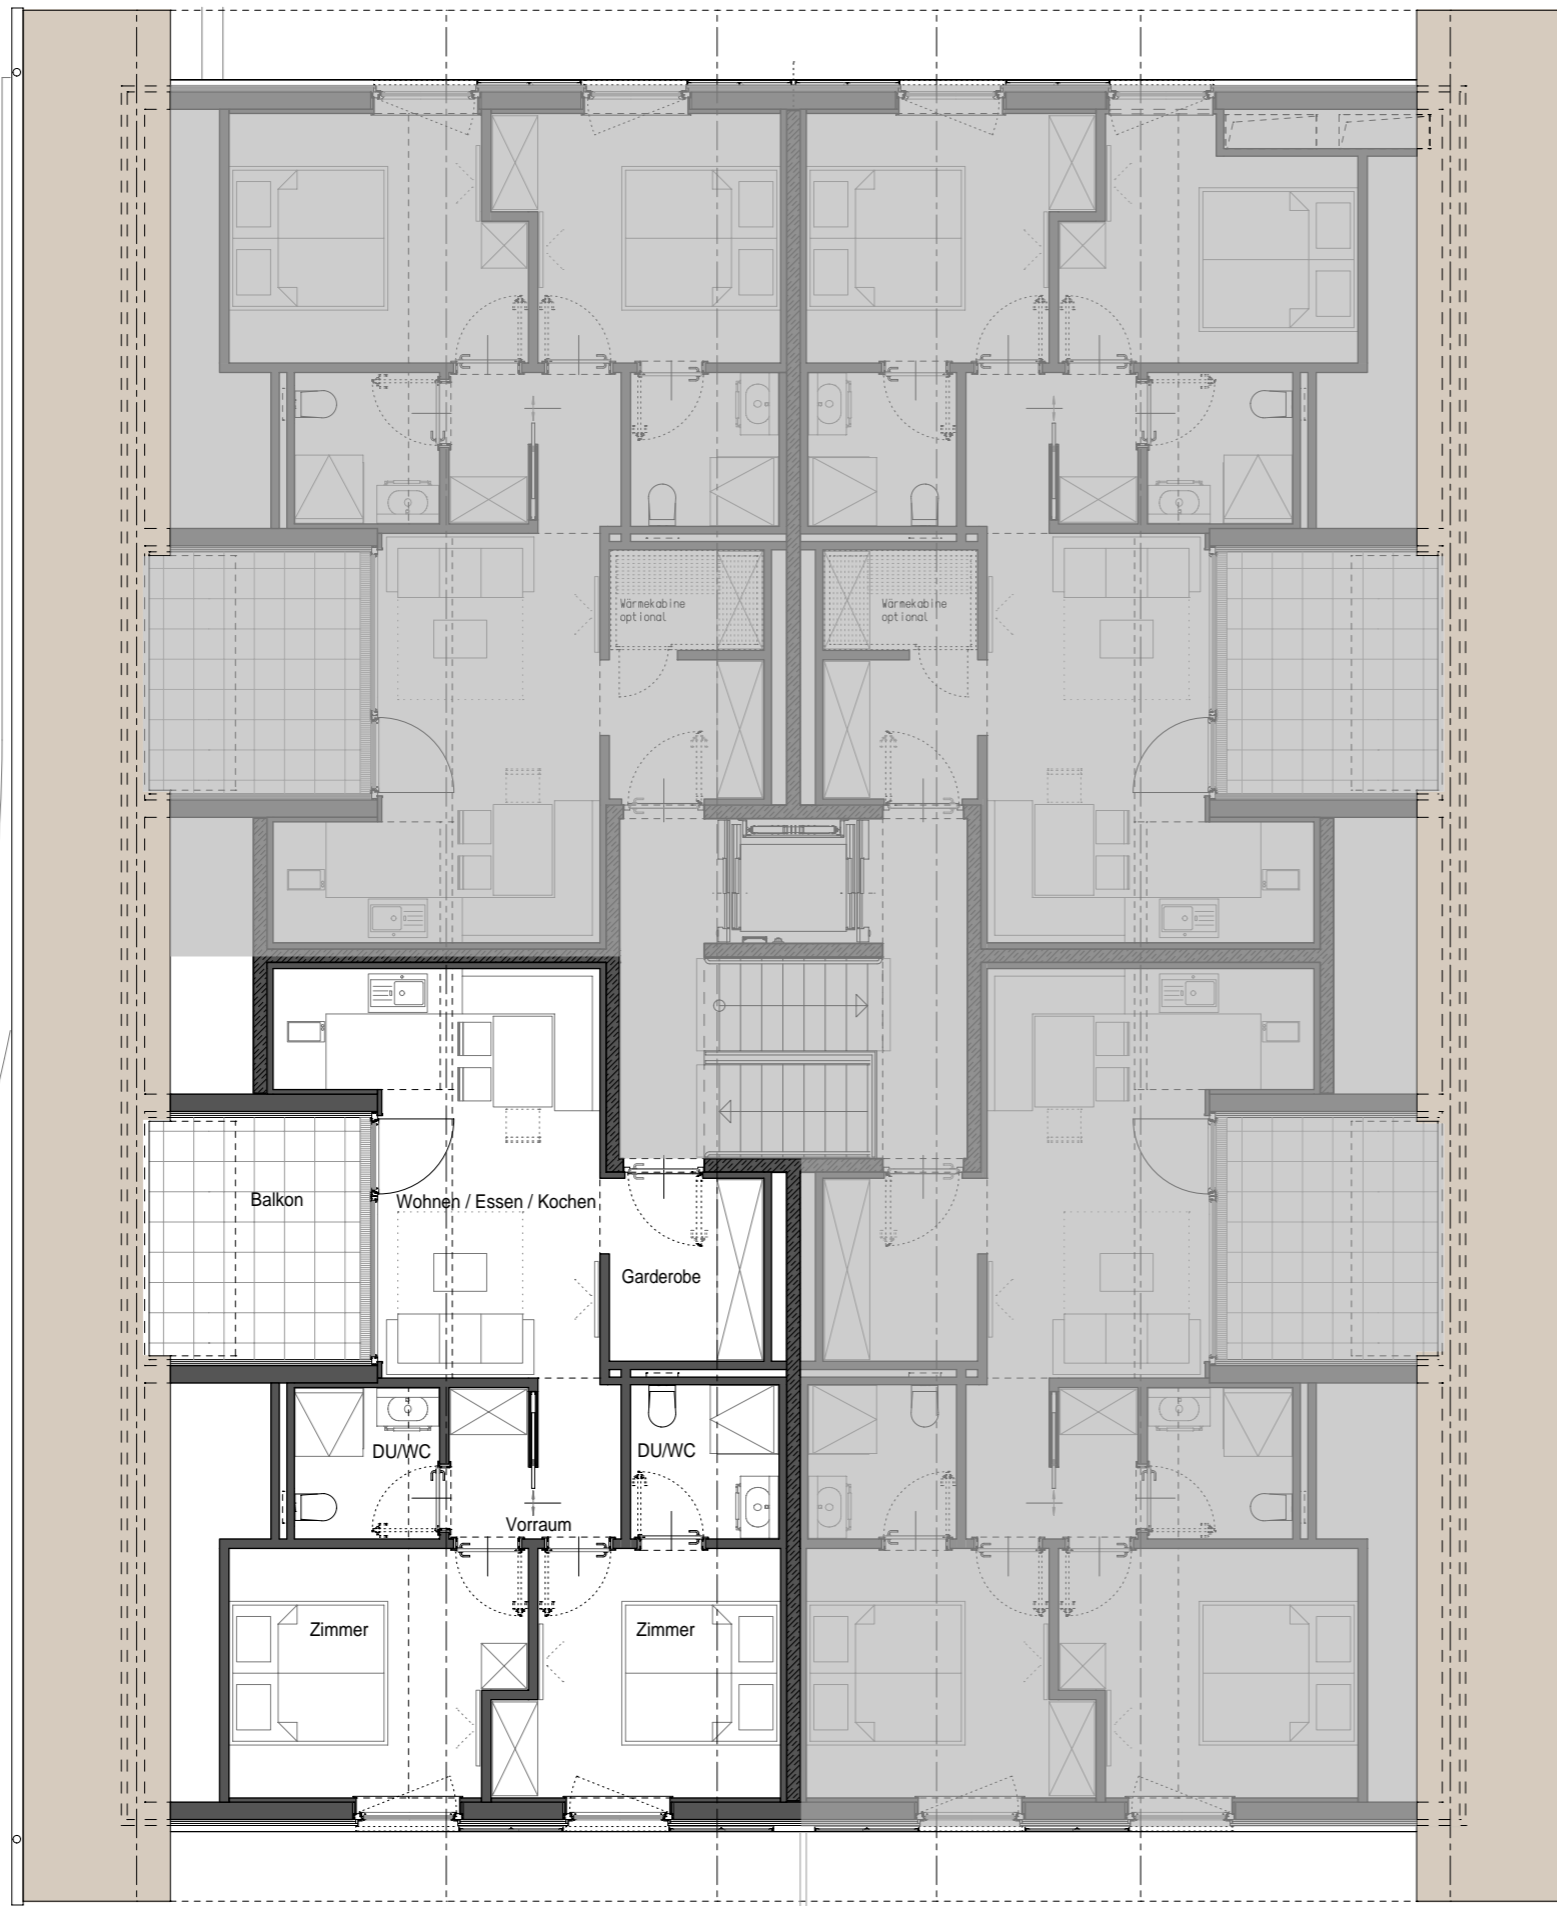 Wärmekabine
optional
Wärmekabine
optional
Balkon
Wohnen / Essen / Kochen
Garderobe
DU/WC
DU/WC
Vorraum
Zimmer
Zimmer